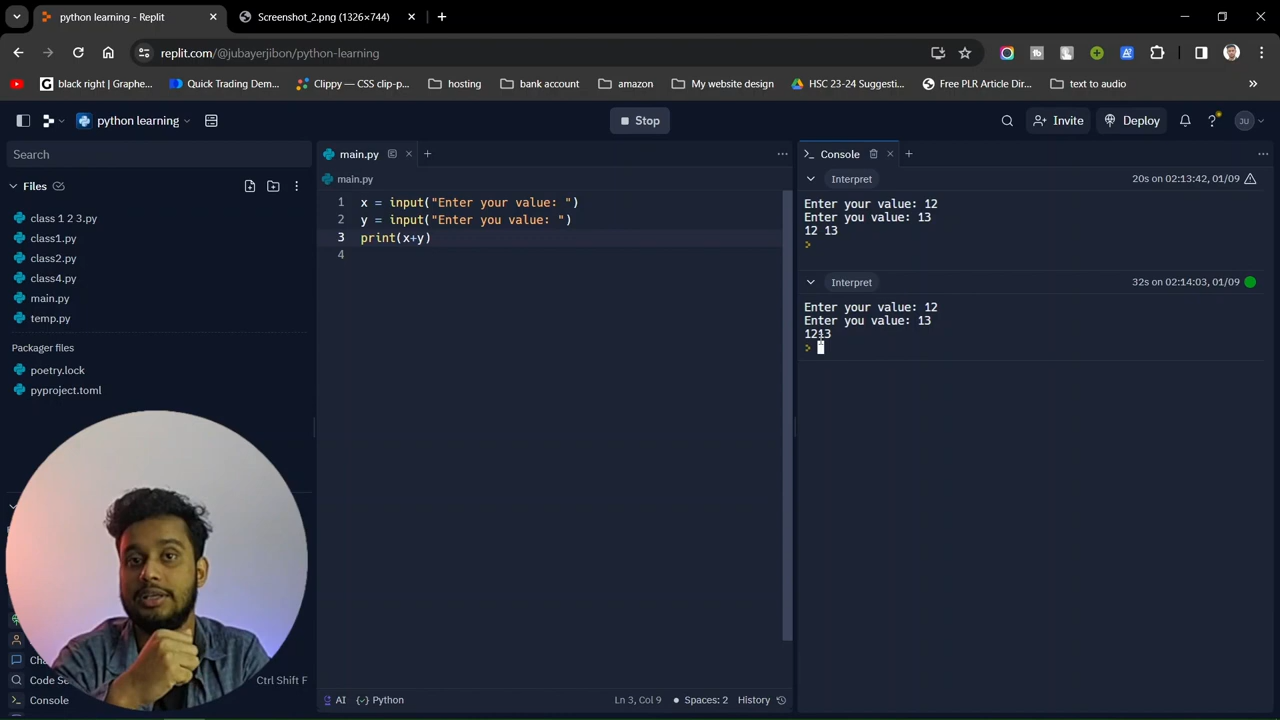 python learning - Replit
Screenshot_2.png (1326×744)
replit.com/@jubayerjibon/python-learning
black right | Graphe...
Quick Trading Dem...
Clippy — CSS clip-p...
hosting
bank account
amazon
My website design
HSC 23-24 Suggesti...
Free PLR Article Dir...
text to audio
python learning
Stop
Invite
Deploy
JU
Search
Files
class 1 2 3.py
class1.py
class2.py
class4.py
main.py
temp.py
Packager files
poetry.lock
pyproject.toml
Code Se
Ctrl Shift F
Console
main.py
main.py
1 x = input("Enter your value: ")
2 y = input("Enter you value: ")
3 print(x+y)
4
AI
Python
Ln 3, Col 9
Spaces: 2
History
Console
Interpret
20s on 02:13:42, 01/09
Enter your value: 12
Enter you value: 13
12 13
>
Interpret
32s on 02:14:03, 01/09
Enter your value: 12
Enter you value: 13
1213
>